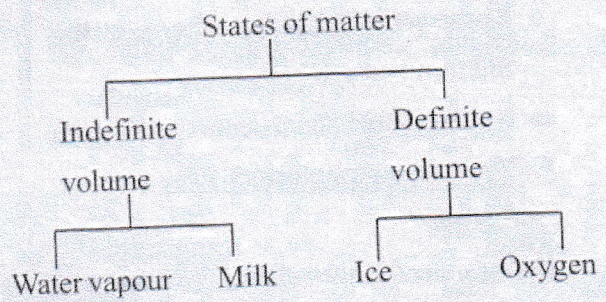 States of matter
Indefinite
volume
Definite
volume
Water vapour
Milk
Ice
Oxygen